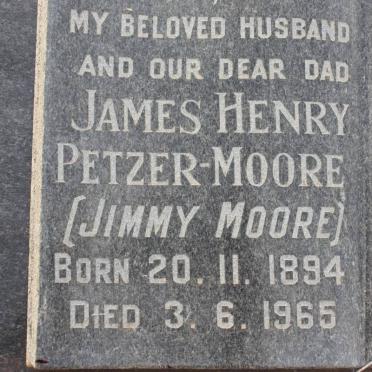 MY BELOVED HUSBAND
AND OUR DEAR DAD
JAMES HENRY
PETZER-MOORE
(JIMMY MOORE)
BORN 20. 11. 1894
DIED 3. 6. 1965